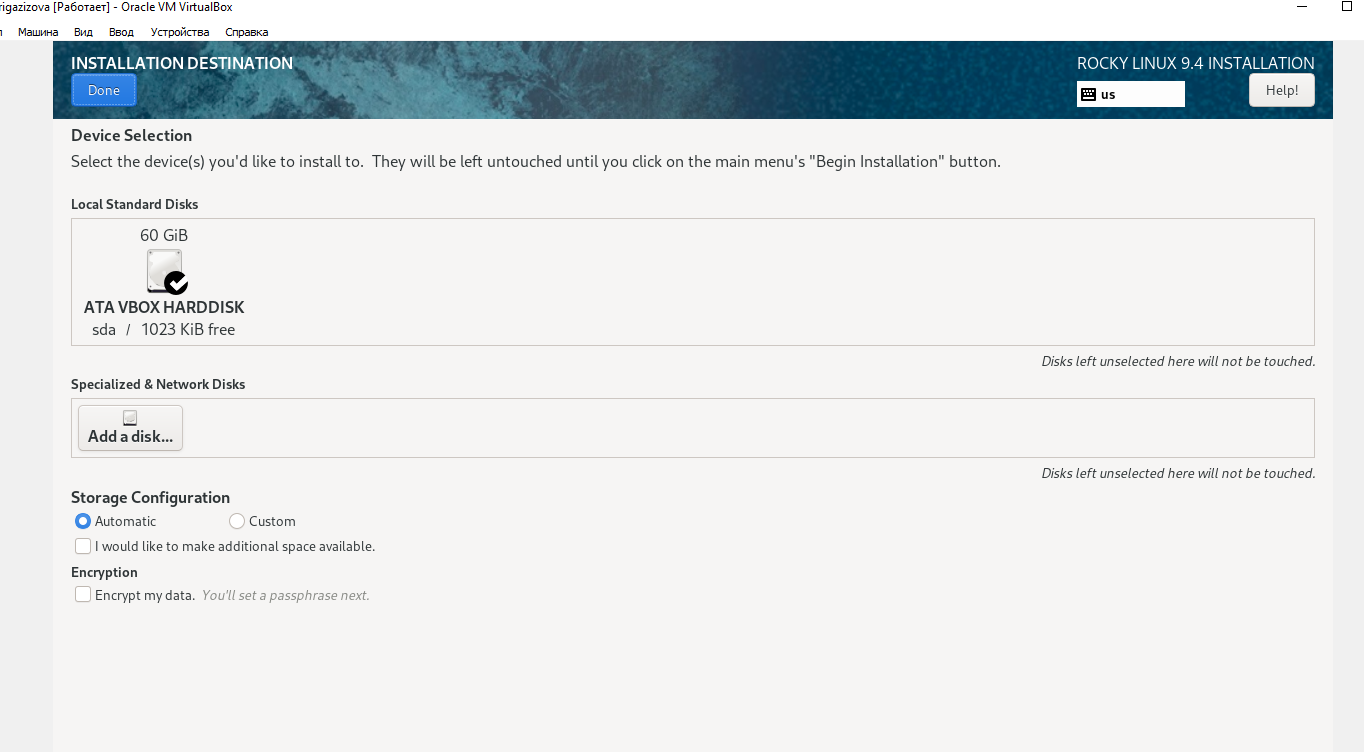 rigazizova [Работает] - Oracle VM VirtualBox
Машина Вид Ввод Устройства Справка
INSTALLATION DESTINATION
Done
ROCKY LINUX 9.4 INSTALLATION
us
Help!
Device Selection
Select the device(s) you'd like to install to. They will be left untouched until you click on the main menu's "Begin Installation" button.
Local Standard Disks
60 GiB
ATA VBOX HARDDISK
sda / 1023 KiB free
Disks left unselected here will not be touched.
Specialized & Network Disks
Add a disk...
Disks left unselected here will not be touched.
Storage Configuration
Automatic Custom
I would like to make additional space available.
Encryption
Encrypt my data. You'll set a passphrase next.